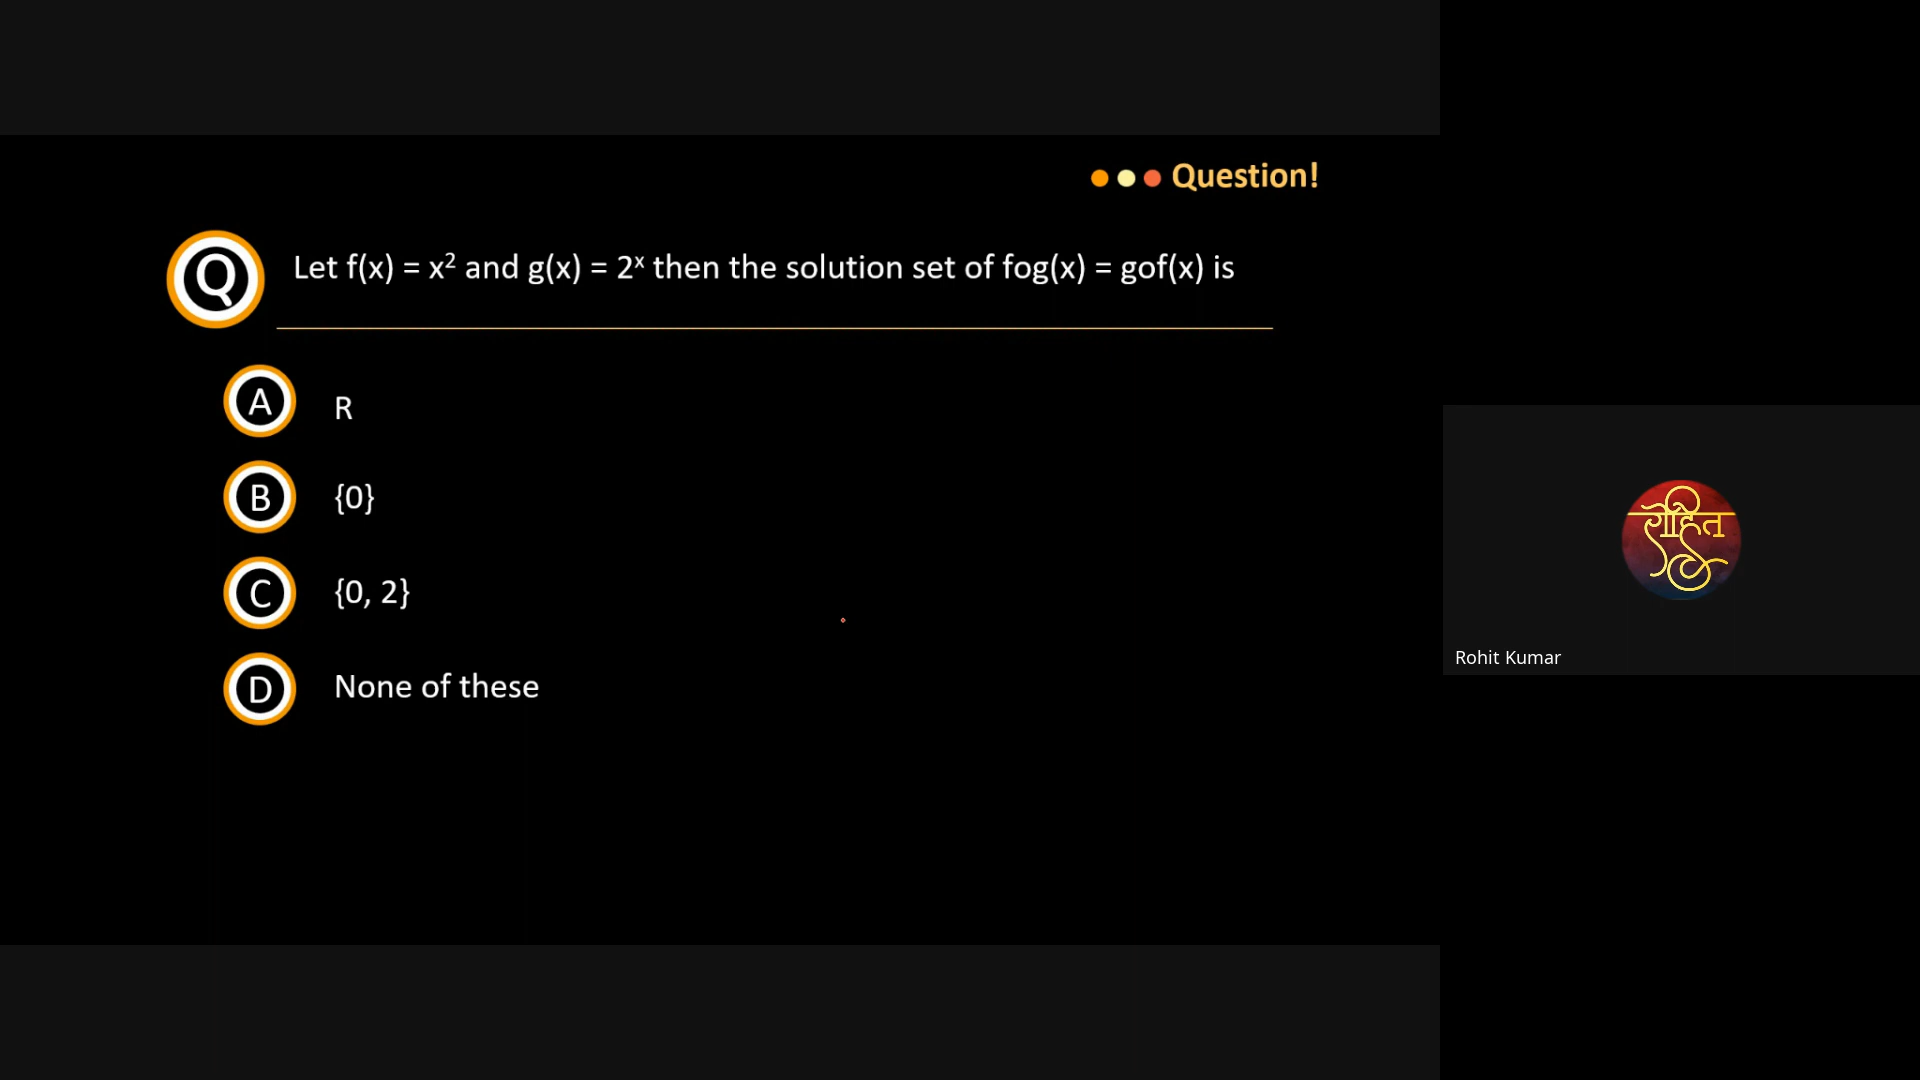 Question!
Q Let f(x) = x² and g(x) = 2ˣ then the solution set of fog(x) = gof(x) is
A R
B {0}
C {0, 2}
D None of these
रोहित
Rohit Kumar